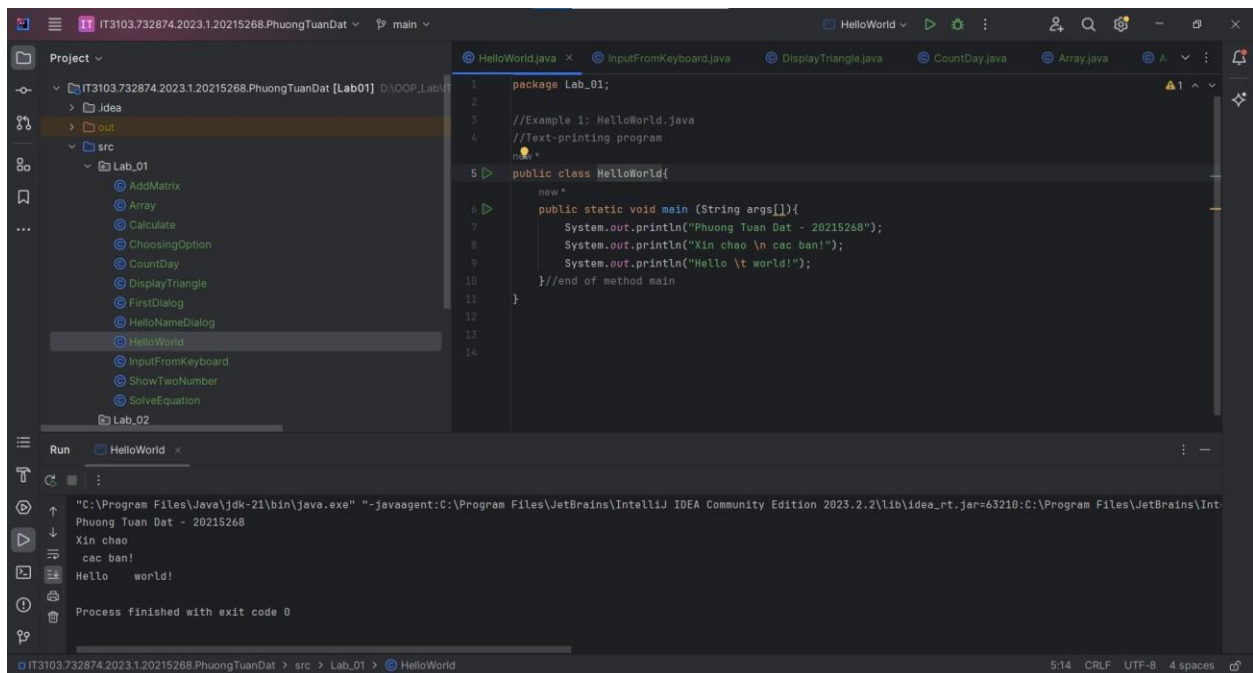 IT IT3103.732874.2023.1.20215268.PhuongTuanDat main HelloWorld
Project
IT3103.732874.2023.1.20215268.PhuongTuanDat [Lab01] D:\OOP_Lab\IT
.idea
out
src
Lab_01
AddMatrix
Array
Calculate
ChoosingOption
CountDay
DisplayTriangle
FirstDialog
HelloNameDialog
HelloWorld
InputFromKeyboard
ShowTwoNumber
SolveEquation
Lab_02
HelloWorld.java InputFromKeyboard.java DisplayTriangle.java CountDay.java Array.java A
1 package Lab_01; 1
2
3 //Example 1: HelloWorld.java
4 //Text-printing program
new *
5 public class HelloWorld{
new *
6 public static void main (String args[]){
7 System.out.println("Phuong Tuan Dat - 20215268");
8 System.out.println("Xin chao \n cac ban!");
9 System.out.println("Hello \t world!");
10 }//end of method main
11 }
12
13
14
Run HelloWorld
"C:\Program Files\Java\jdk-21\bin\java.exe" "-javaagent:C:\Program Files\JetBrains\IntelliJ IDEA Community Edition 2023.2.2\lib\idea_rt.jar=63210:C:\Program Files\JetBrains\Int
Phuong Tuan Dat - 20215268
Xin chao
cac ban!
Hello world!
Process finished with exit code 0
IT3103.732874.2023.1.20215268.PhuongTuanDat > src > Lab_01 > HelloWorld 5:14 CRLF UTF-8 4 spaces